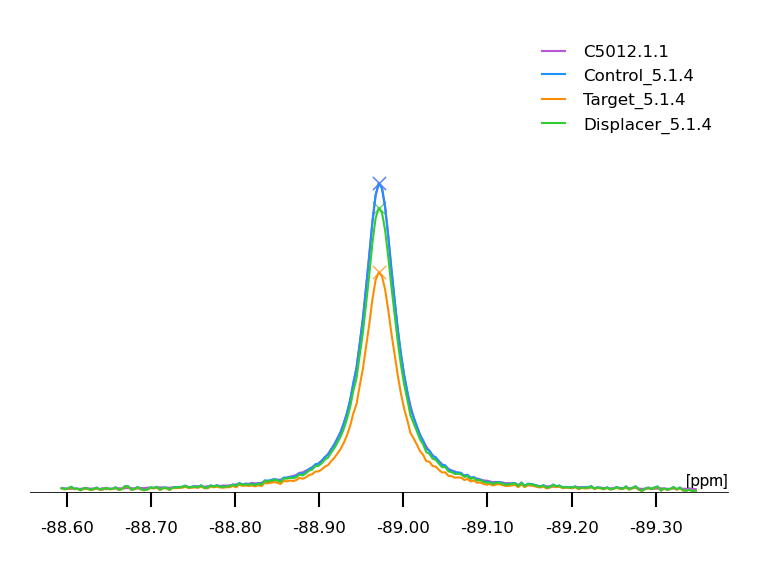 C5012.1.1
Control_5.1.4
Target_5.1.4
Displacer_5.1.4
[ppm]
-88.60 -88.70 -88.80 -88.90 -89.00 -89.10 -89.20 -89.30